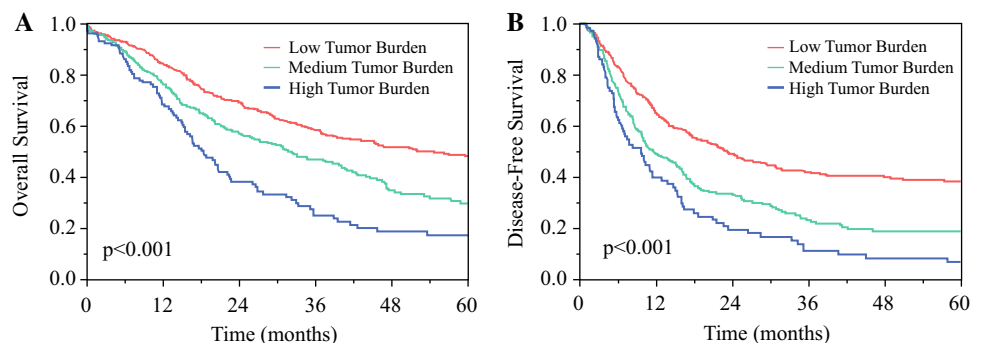 A
Overall Survival
1.0
0.8
0.6
0.4
0.2
0.0
Low Tumor Burden
Medium Tumor Burden
High Tumor Burden
p<0.001
0 12 24 36 48 60
Time (months)
B
Disease-Free Survival
1.0
0.8
0.6
0.4
0.2
0.0
Low Tumor Burden
Medium Tumor Burden
High Tumor Burden
p<0.001
0 12 24 36 48 60
Time (months)